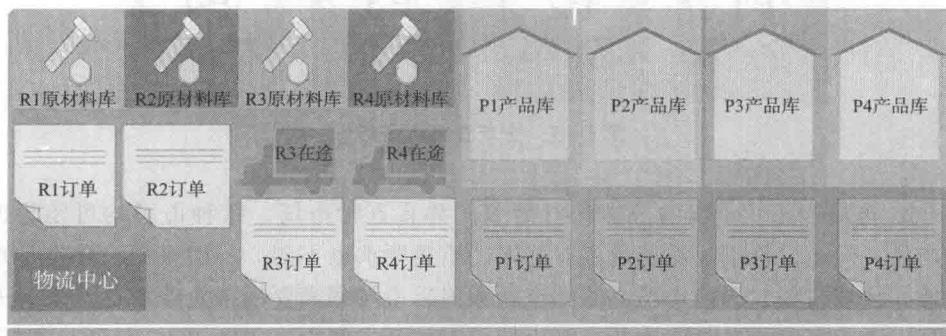 R1原材料库 R2原材料库 R3原材料库 R4原材料库 P1产品库 P2产品库 P3产品库 P4产品库
R3在途 R4在途
R1订单 R2订单
R3订单 R4订单 P1订单 P2订单 P3订单 P4订单
物流中心